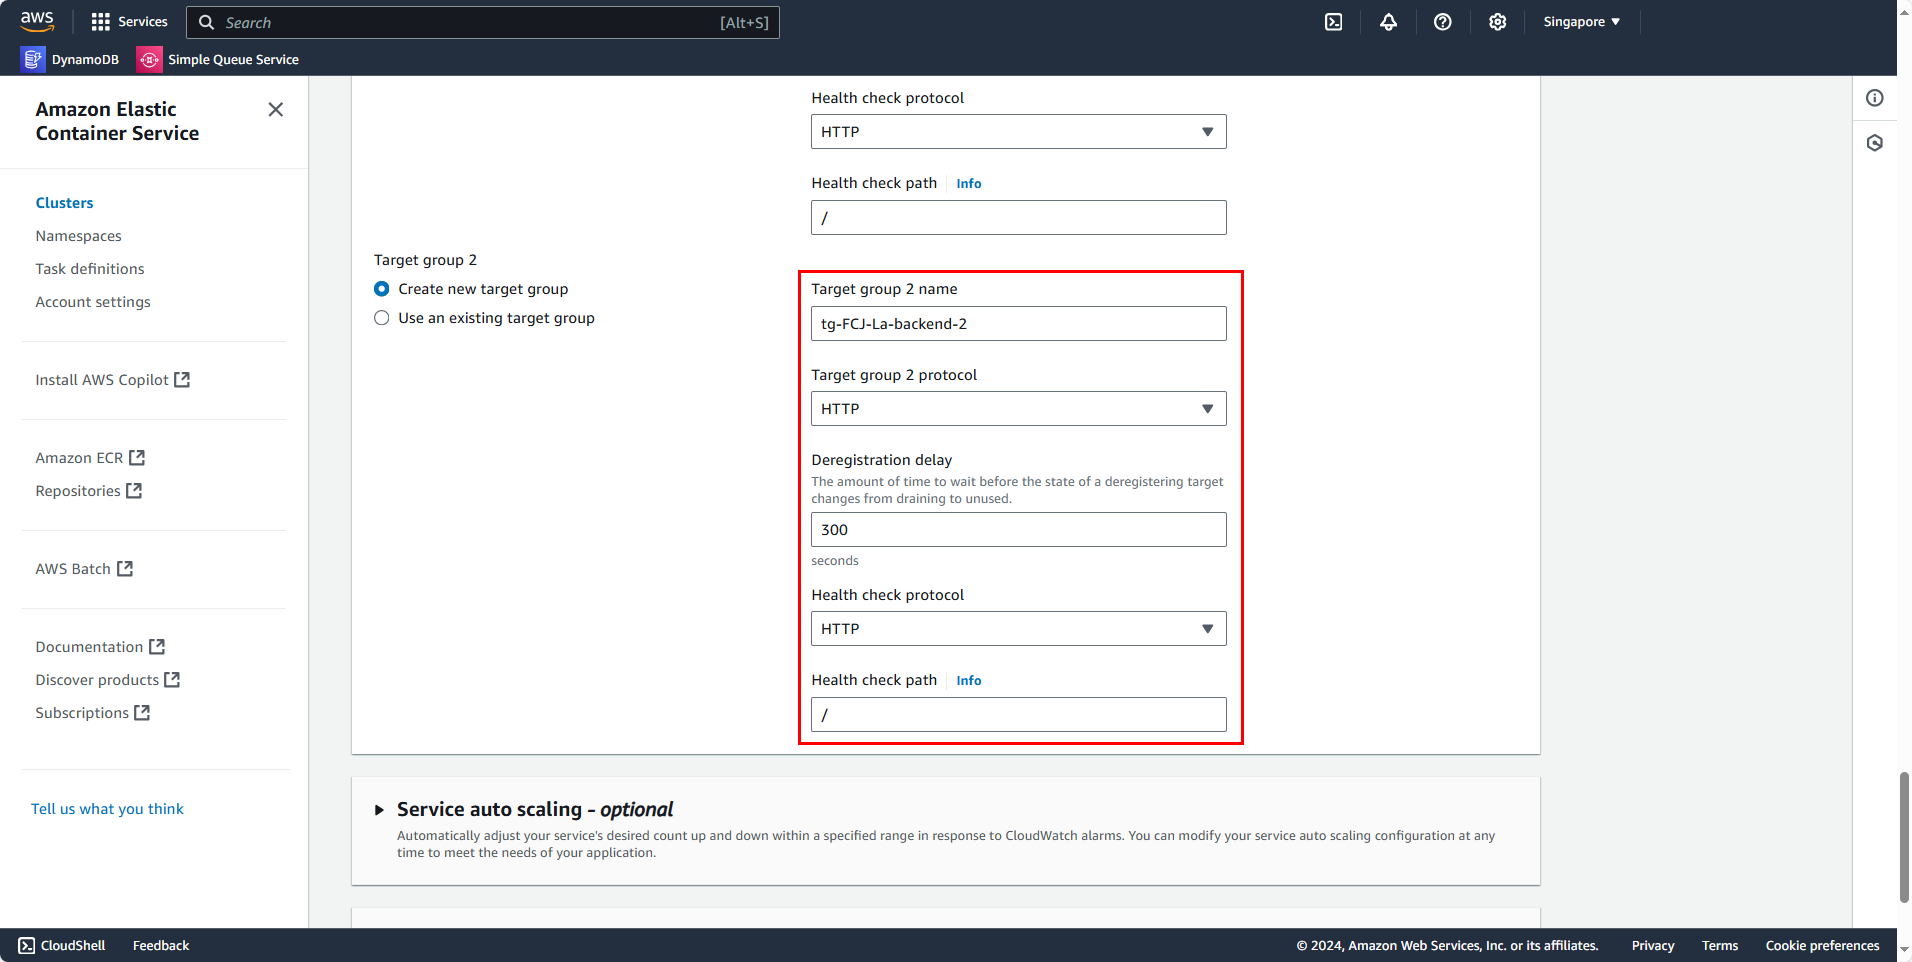 aws
Services
Search
[Alt+S]
Singapore
DynamoDB
Simple Queue Service
Amazon Elastic
Container Service
Clusters
Namespaces
Task definitions
Account settings
Install AWS Copilot
Amazon ECR
Repositories
AWS Batch
Documentation
Discover products
Subscriptions
Tell us what you think
Health check protocol
HTTP
Health check path Info
/
Target group 2
Create new target group
Use an existing target group
Target group 2 name
tg-FCJ-La-backend-2
Target group 2 protocol
HTTP
Deregistration delay
The amount of time to wait before the state of a deregistering target
changes from draining to unused.
300
seconds
Health check protocol
HTTP
Health check path Info
/
Service auto scaling - optional
Automatically adjust your service's desired count up and down within a specified range in response to CloudWatch alarms. You can modify your service auto scaling configuration at any
time to meet the needs of your application.
CloudShell
Feedback
© 2024, Amazon Web Services, Inc. or its affiliates.
Privacy
Terms
Cookie preferences